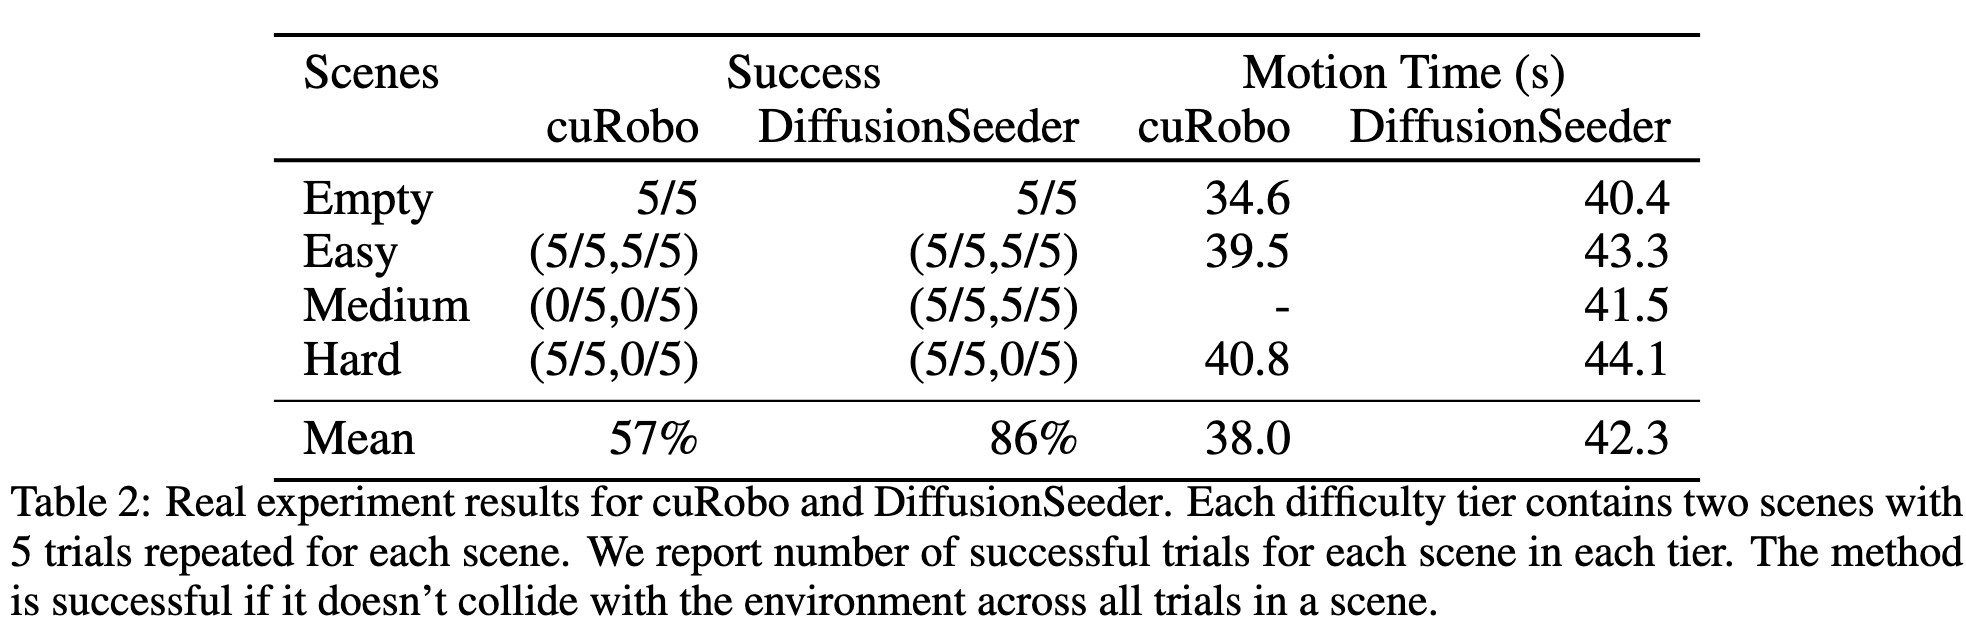 Scenes Success Motion Time (s)
cuRobo DiffusionSeeder cuRobo DiffusionSeeder
Empty 5/5 5/5 34.6 40.4
Easy (5/5,5/5) (5/5,5/5) 39.5 43.3
Medium (0/5,0/5) (5/5,5/5) - 41.5
Hard (5/5,0/5) (5/5,0/5) 40.8 44.1
Mean 57% 86% 38.0 42.3
Table 2: Real experiment results for cuRobo and DiffusionSeeder. Each difficulty tier contains two scenes with
5 trials repeated for each scene. We report number of successful trials for each scene in each tier. The method
is successful if it doesn’t collide with the environment across all trials in a scene.